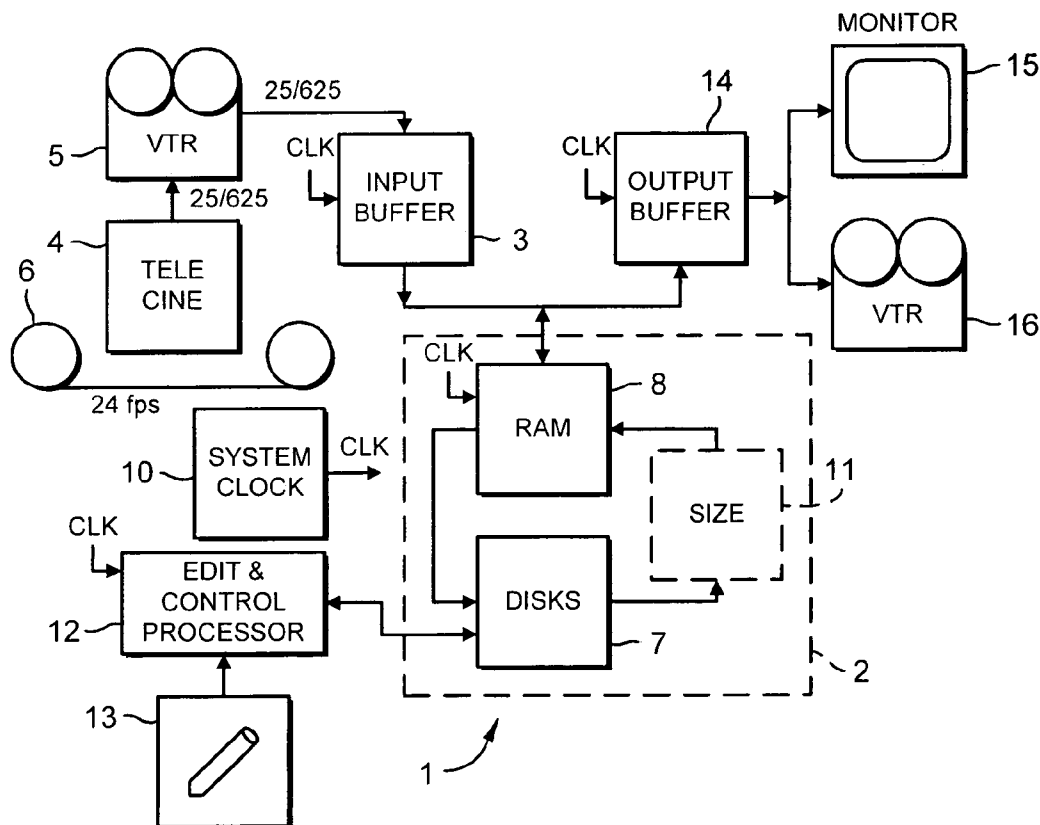 MONITOR
15
25/625
14
VTR
5
CLK
INPUT
BUFFER
3
CLK
OUTPUT
BUFFER
25/625
4
TELE
CINE
6
VTR
16
24 fps
CLK
8
RAM
10
SYSTEM
CLOCK
CLK
11
SIZE
CLK
EDIT &
CONTROL
PROCESSOR
12
DISKS
7
2
13
1